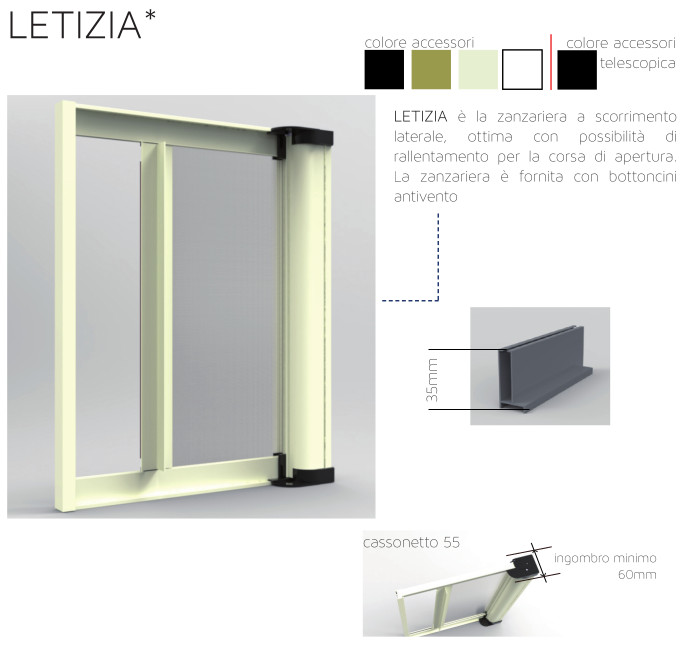 LETIZIA*
colore accessori
colore accessori
telescopica
LETIZIA è la zanzariera a scorrimento
laterale, ottima con possibilità di
rallentamento per la corsa di apertura.
La zanzariera è fornita con bottoncini
antivento
35mm
cassonetto 55
ingombro minimo
60mm